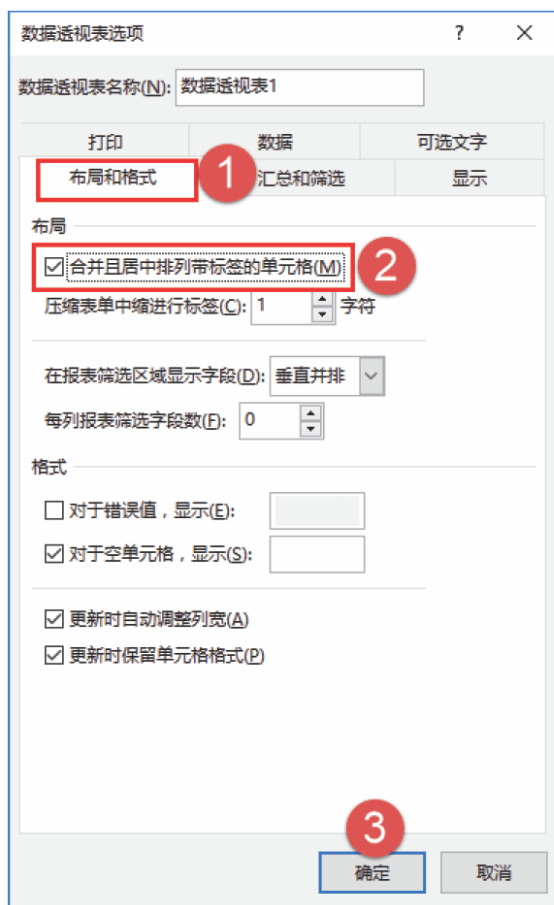 数据透视表选项 ? ×
数据透视表名称(N): 数据透视表1
打印 数据 可选文字
布局和格式 1 汇总和筛选 显示
布局
合并且居中排列带标签的单元格(M) 2
压缩表单中缩进行标签(C): 1 字符
在报表筛选区域显示字段(D): 垂直并排
每列报表筛选字段数(F): 0
格式
对于错误值，显示(E):
对于空单元格，显示(S):
更新时自动调整列宽(A)
更新时保留单元格格式(P)
3
确定 取消